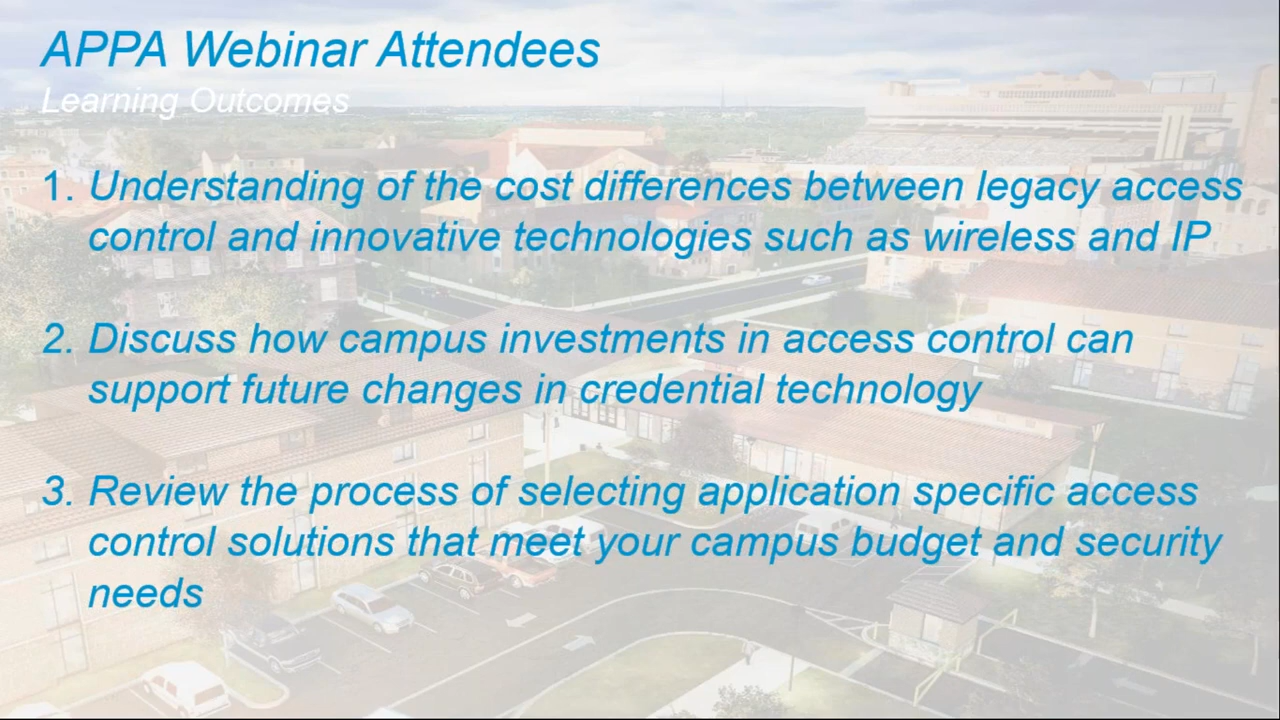 APPA Webinar Attendees
Learning Outcomes
1. Understanding of the cost differences between legacy access
control and innovative technologies such as wireless and IP
2. Discuss how campus investments in access control can
support future changes in credential technology
3. Review the process of selecting application specific access
control solutions that meet your campus budget and security
needs